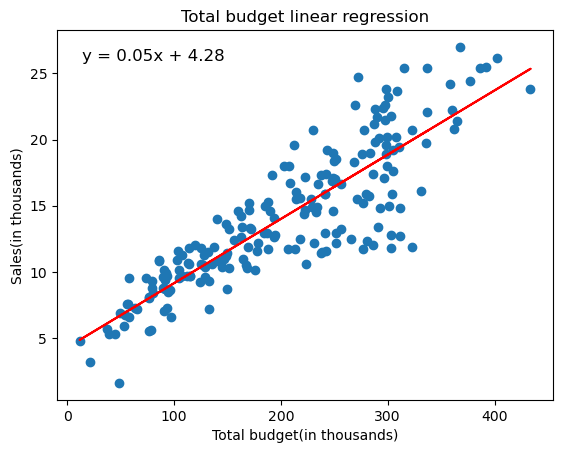 Total budget linear regression
y = 0.05x + 4.28
25
20
15
10
5
Sales(in thousands)
0 100 200 300 400
Total budget(in thousands)